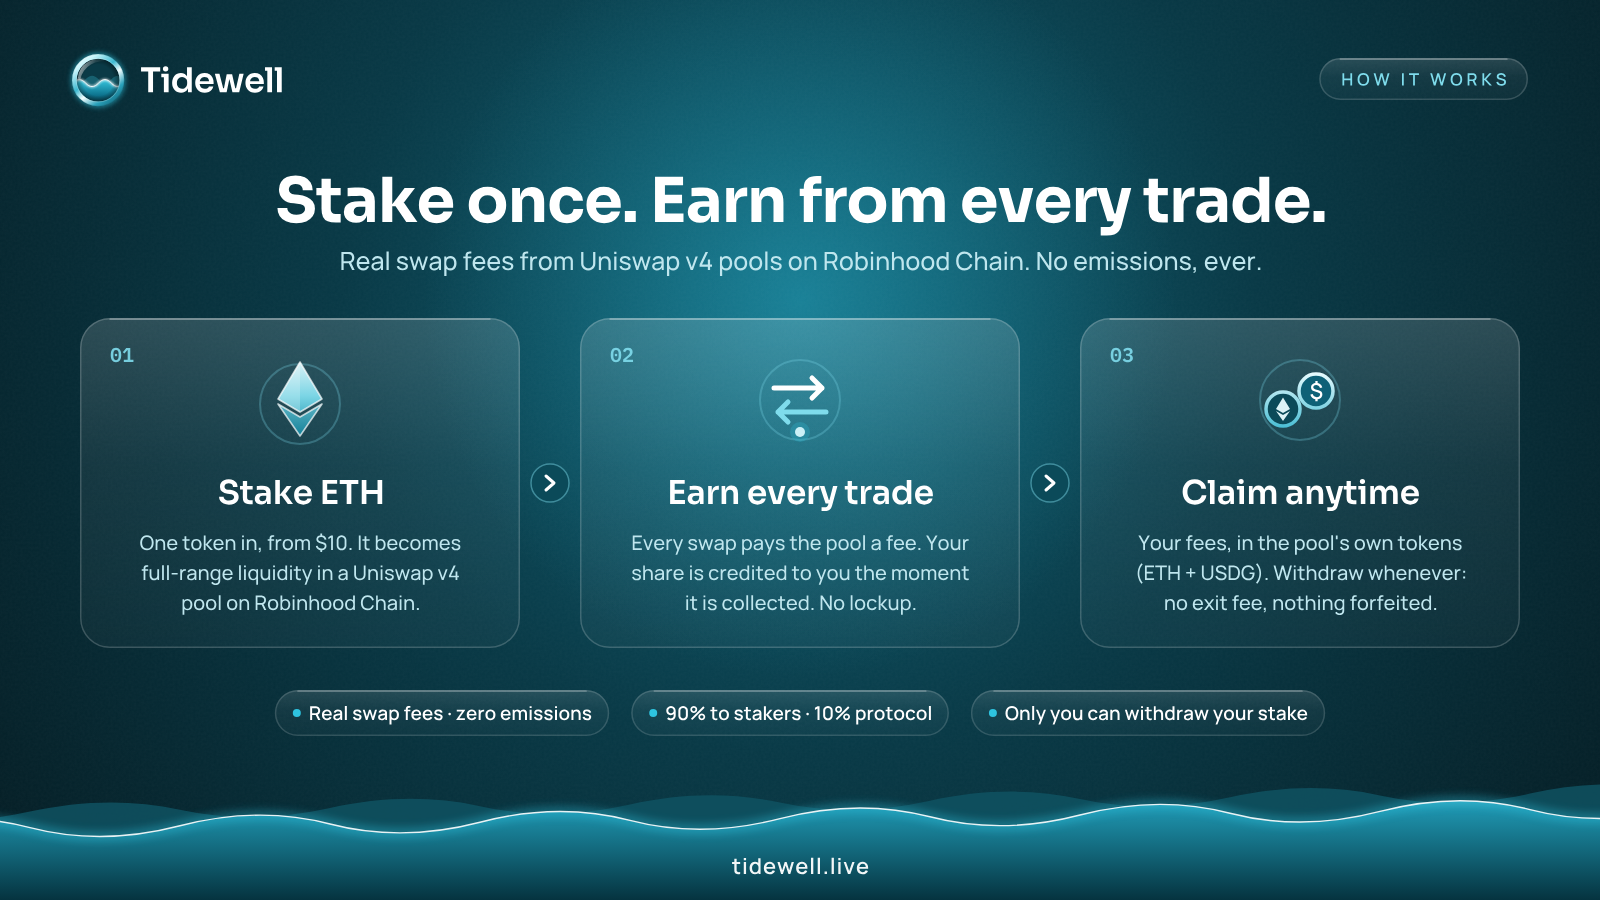 Tidewell
HOW IT WORKS
Stake once. Earn from every trade.
Real swap fees from Uniswap v4 pools on Robinhood Chain. No emissions, ever.
01
Stake ETH
One token in, from $10. It becomes
full-range liquidity in a Uniswap v4
pool on Robinhood Chain.
02
Earn every trade
Every swap pays the pool a fee. Your
share is credited to you the moment
it is collected. No lockup.
03
$
Claim anytime
Your fees, in the pool's own tokens
(ETH + USDG). Withdraw whenever:
no exit fee, nothing forfeited.
Real swap fees · zero emissions
90% to stakers · 10% protocol
Only you can withdraw your stake
tidewell.live